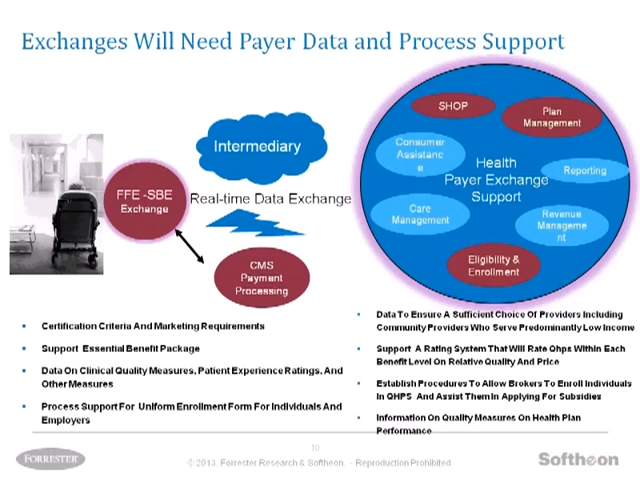 Exchanges Will Need Payer Data and Process Support
Intermediary
FFE -SBE
Exchange
Real-time Data Exchange
CMS
Payment
Processing
SHOP
Plan
Management
Consumer
Assistanc
e
Health
Payer Exchange
Support
Reporting
Care
Management
Revenue
Manageme
nt
Eligibility &
Enrollment
▪ Certification Criteria And Marketing Requirements
▪ Support Essential Benefit Package
▪ Data On Clinical Quality Measures, Patient Experience Ratings, And
Other Measures
▪ Process Support For Uniform Enrollment Form For Individuals And
Employers
▪ Data To Ensure A Sufficient Choice Of Providers Including
Community Providers Who Serve Predominantly Low Income
▪ Support A Rating System That Will Rate Qhps Within Each
Benefit Level On Relative Quality And Price
▪ Establish Procedures To Allow Brokers To Enroll Individuals
In QHPS And Assist Them In Applying For Subsidies
▪ Information On Quality Measures On Health Plan
Performance
10
© 2013, Forrester Research & Softheon, - Reproduction Prohibited
FORRESTER
Softheon